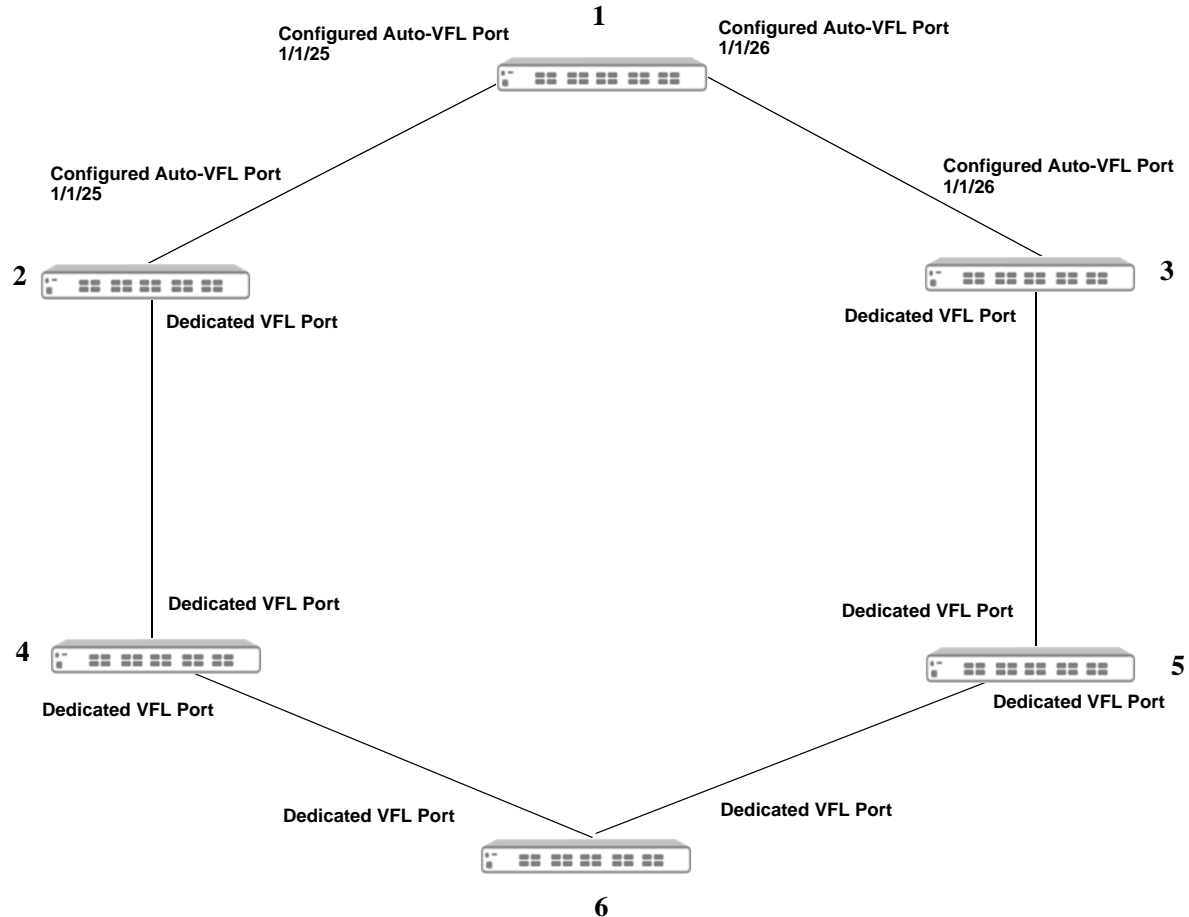 1
Configured Auto-VFL Port
1/1/25
Configured Auto-VFL Port
1/1/26
Configured Auto-VFL Port
1/1/25
Configured Auto-VFL Port
1/1/26
2
3
Dedicated VFL Port
Dedicated VFL Port
Dedicated VFL Port
Dedicated VFL Port
4
5
Dedicated VFL Port
Dedicated VFL Port
Dedicated VFL Port
Dedicated VFL Port
6